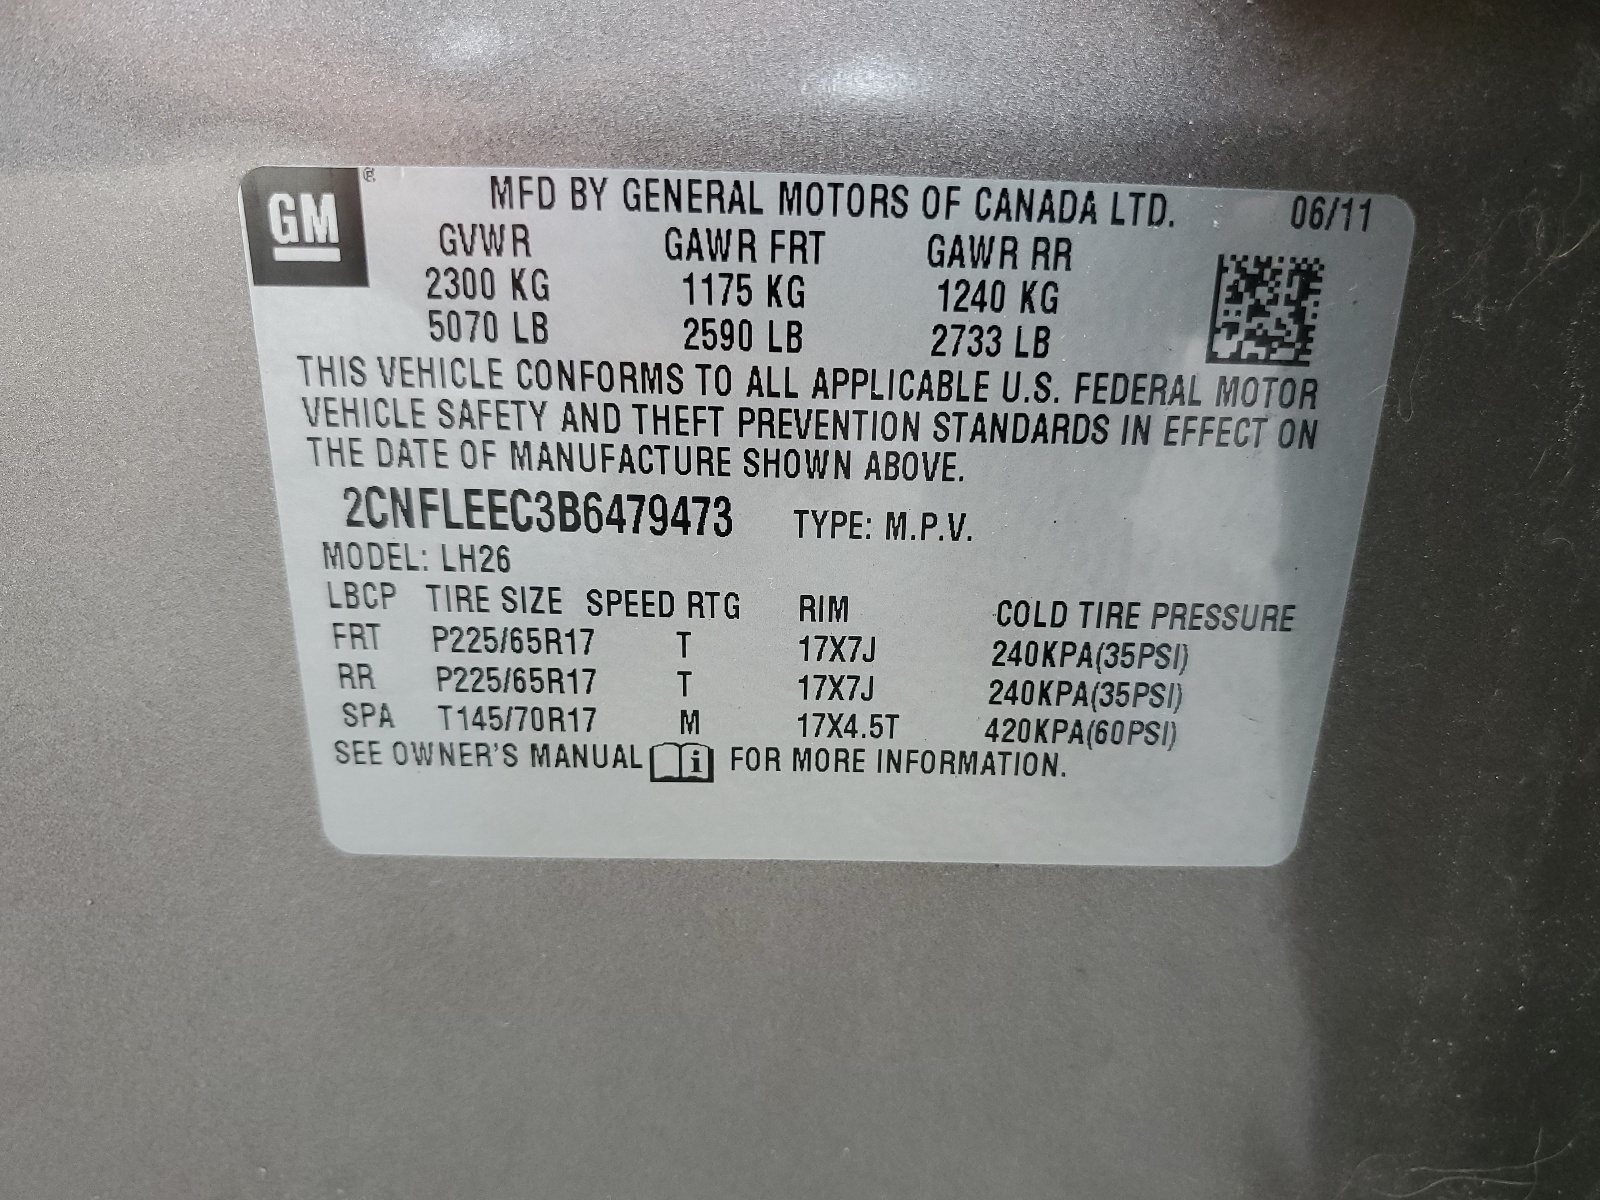 GM®
MFD BY GENERAL MOTORS OF CANADA LTD. 06/11
GVWR GAWR FRT GAWR RR
2300 KG 1175 KG 1240 KG
5070 LB 2590 LB 2733 LB
THIS VEHICLE CONFORMS TO ALL APPLICABLE U.S. FEDERAL MOTOR
VEHICLE SAFETY AND THEFT PREVENTION STANDARDS IN EFFECT ON
THE DATE OF MANUFACTURE SHOWN ABOVE.
2CNFLEEC3B6479473 TYPE: M.P.V.
MODEL: LH26
LBCP TIRE SIZE SPEED RTG RIM COLD TIRE PRESSURE
FRT P225/65R17 T 17X7J 240KPA(35PSI)
RR P225/65R17 T 17X7J 240KPA(35PSI)
SPA T145/70R17 M 17X4.5T 420KPA(60PSI)
SEE OWNER'S MANUAL i FOR MORE INFORMATION.